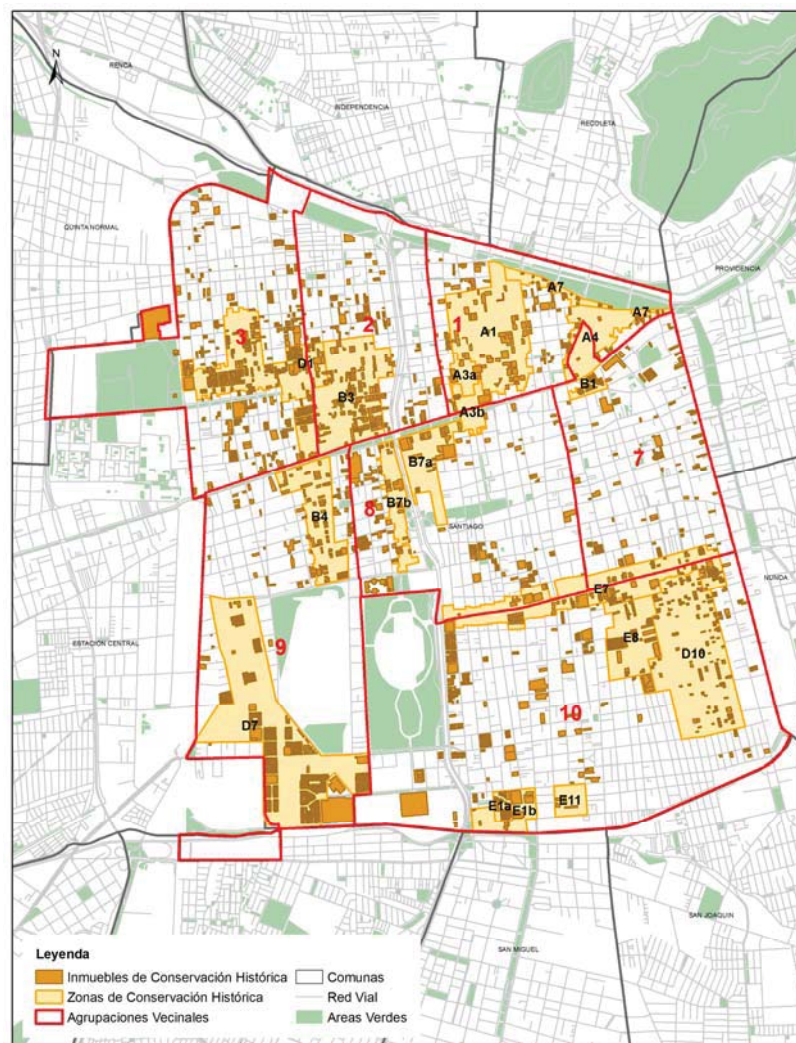 N
RENCA
INDEPENDENCIA
RECOLETA
QUINTA NORMAL
PROVIDENCIA
A7
A7
2
1
A1
A4
3
D1
A3a
B1
B3
A3b
B7a
7
B4
8
B7b
SANTIAGO
ÑUÑOA
E7
ESTACIÓN CENTRAL
9
E8
D10
D7
10
E1a
E1b
E11
SAN JOAQUIN
SAN MIGUEL
Leyenda
Inmuebles de Conservación Histórica
Comunas
Zonas de Conservación Histórica
Red Vial
Agrupaciones Vecinales
Areas Verdes